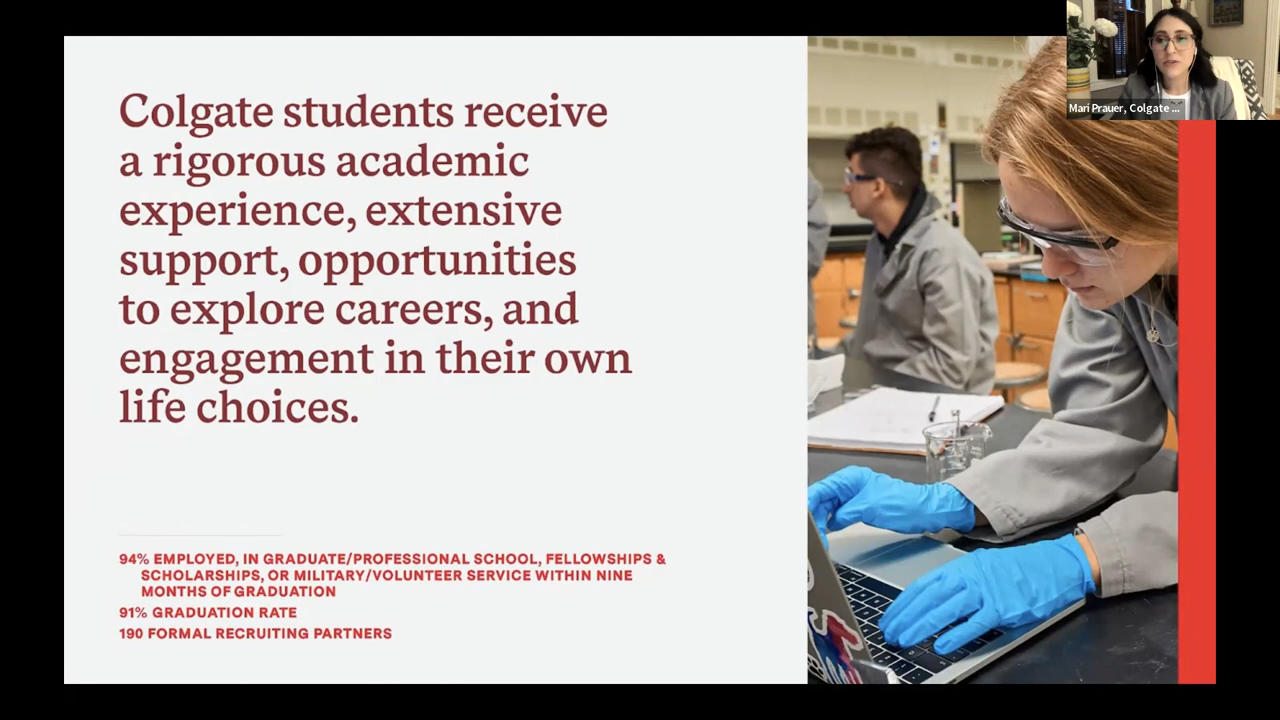 Colgate students receive
a rigorous academic
experience, extensive
support, opportunities
to explore careers, and
engagement in their own
life choices.
94% EMPLOYED, IN GRADUATE/PROFESSIONAL SCHOOL, FELLOWSHIPS &
SCHOLARSHIPS, OR MILITARY/VOLUNTEER SERVICE WITHIN NINE
MONTHS OF GRADUATION
91% GRADUATION RATE
190 FORMAL RECRUITING PARTNERS
Mari Prauer, Colgate ...